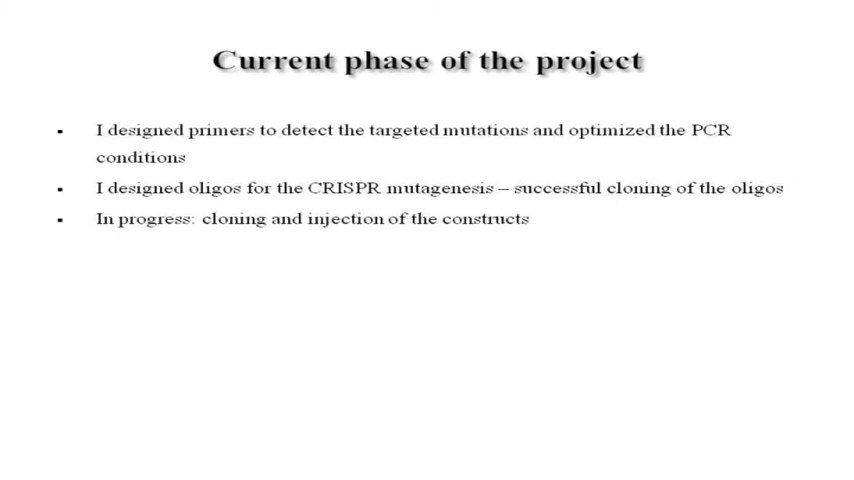 Current phase of the project
▪ I designed primers to detect the targeted mutations and optimized the PCR
conditions
▪ I designed oligos for the CRISPR mutagenesis – successful cloning of the oligos
▪ In progress: cloning and injection of the constructs